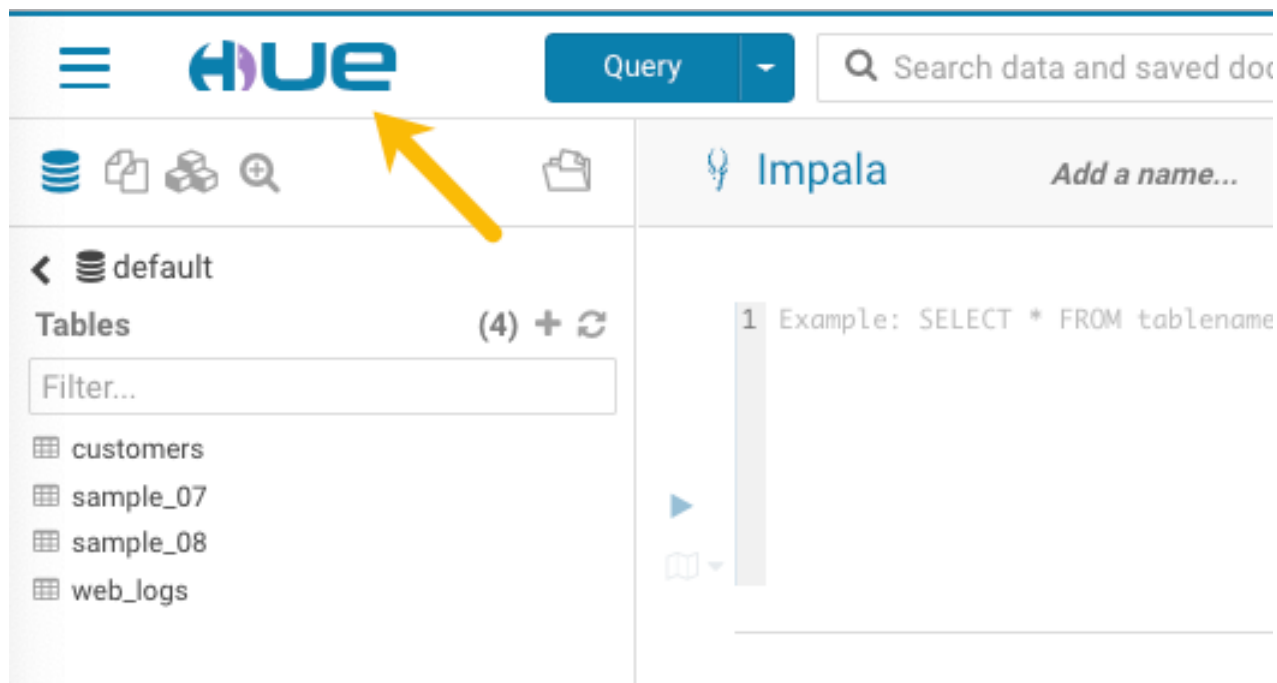 HUE
Query
Search data and saved doc
Impala
Add a name...
default
Tables (4)
Filter...
1 Example: SELECT * FROM tablename
customers
sample_07
sample_08
web_logs